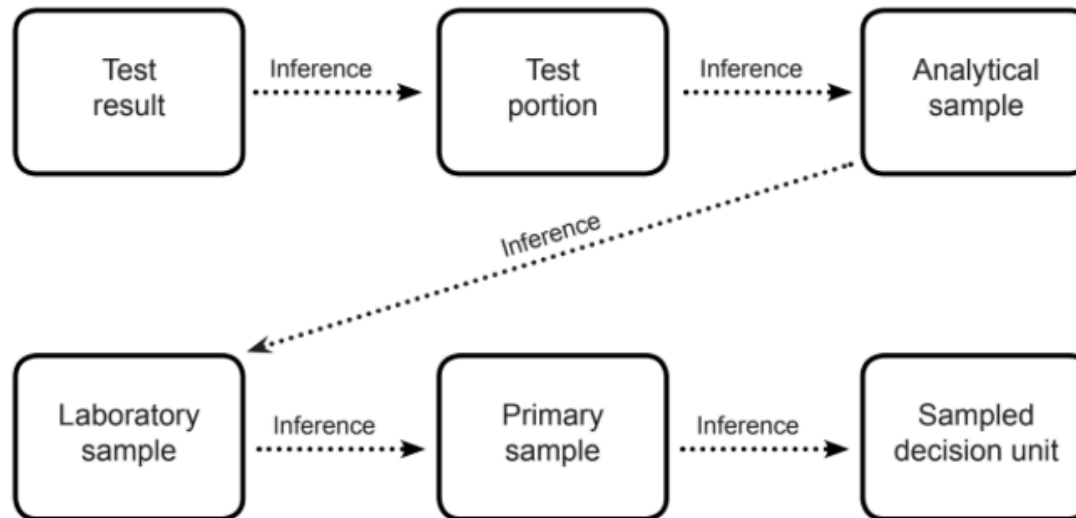 Test
result
Inference
Test
portion
Inference
Analytical
sample
Inference
Laboratory
sample
Inference
Primary
sample
Inference
Sampled
decision unit